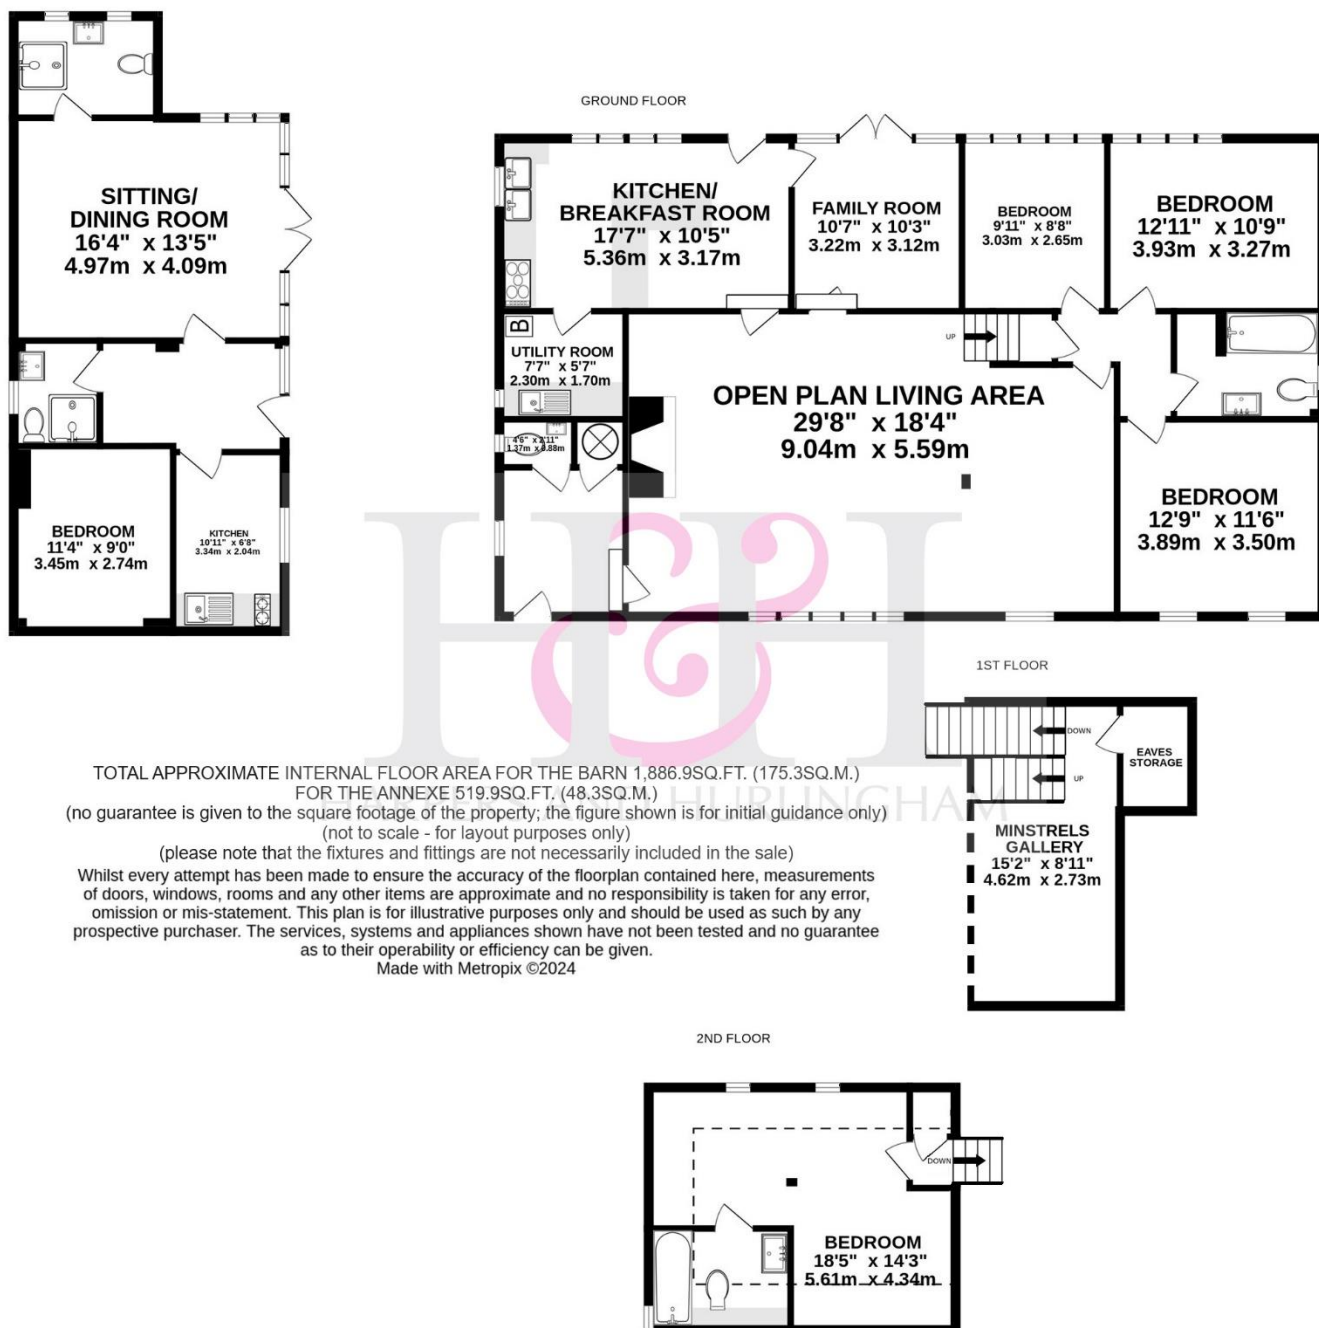 GROUND FLOOR
SITTING/
DINING ROOM
16'4" x 13'5"
4.97m x 4.09m
BEDROOM
11'4" x 9'0"
3.45m x 2.74m
KITCHEN
10'11" x 6'8"
3.34m x 2.04m
KITCHEN/
BREAKFAST ROOM
17'7" x 10'5"
5.36m x 3.17m
FAMILY ROOM
10'7" x 10'3"
3.22m x 3.12m
BEDROOM
9'11" x 8'8"
3.03m x 2.65m
BEDROOM
12'11" x 10'9"
3.93m x 3.27m
B
UTILITY ROOM
7'7" x 5'7"
2.30m x 1.70m
UP
OPEN PLAN LIVING AREA
29'8" x 18'4"
9.04m x 5.59m
4'6" x 2'11"
1.37m x 0.88m
BEDROOM
12'9" x 11'6"
3.89m x 3.50m
H&H
HARPERS AND HURLINGHAM
1ST FLOOR
DOWN
UP
EAVES
STORAGE
MINSTRELS
GALLERY
15'2" x 8'11"
4.62m x 2.73m
TOTAL APPROXIMATE INTERNAL FLOOR AREA FOR THE BARN 1,886.9SQ.FT. (175.3SQ.M.)
FOR THE ANNEXE 519.9SQ.FT. (48.3SQ.M.)
(no guarantee is given to the square footage of the property; the figure shown is for initial guidance only)
(not to scale - for layout purposes only)
(please note that the fixtures and fittings are not necessarily included in the sale)
Whilst every attempt has been made to ensure the accuracy of the floorplan contained here, measurements
of doors, windows, rooms and any other items are approximate and no responsibility is taken for any error,
omission or mis-statement. This plan is for illustrative purposes only and should be used as such by any
prospective purchaser. The services, systems and appliances shown have not been tested and no guarantee
as to their operability or efficiency can be given.
Made with Metropix ©2024
2ND FLOOR
DOWN
BEDROOM
18'5" x 14'3"
5.61m x 4.34m